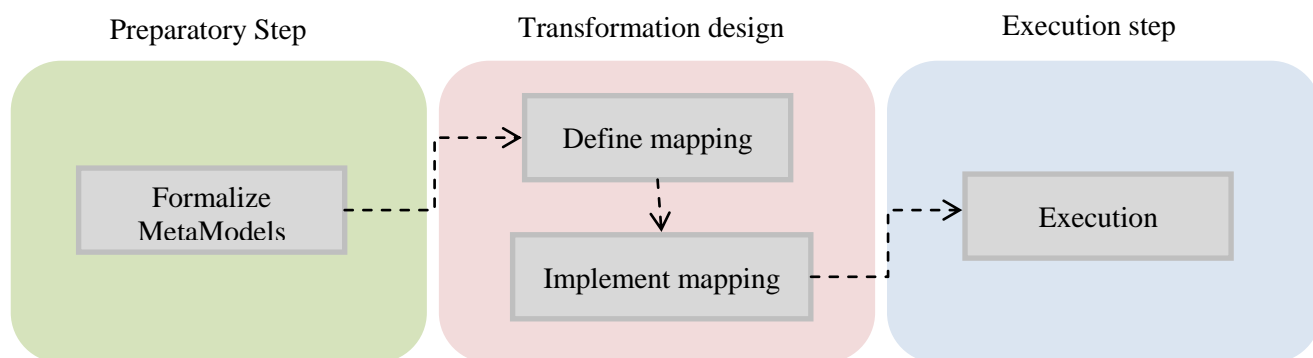 Preparatory Step
Transformation design
Execution step
Formalize
MetaModels
Define mapping
Implement mapping
Execution